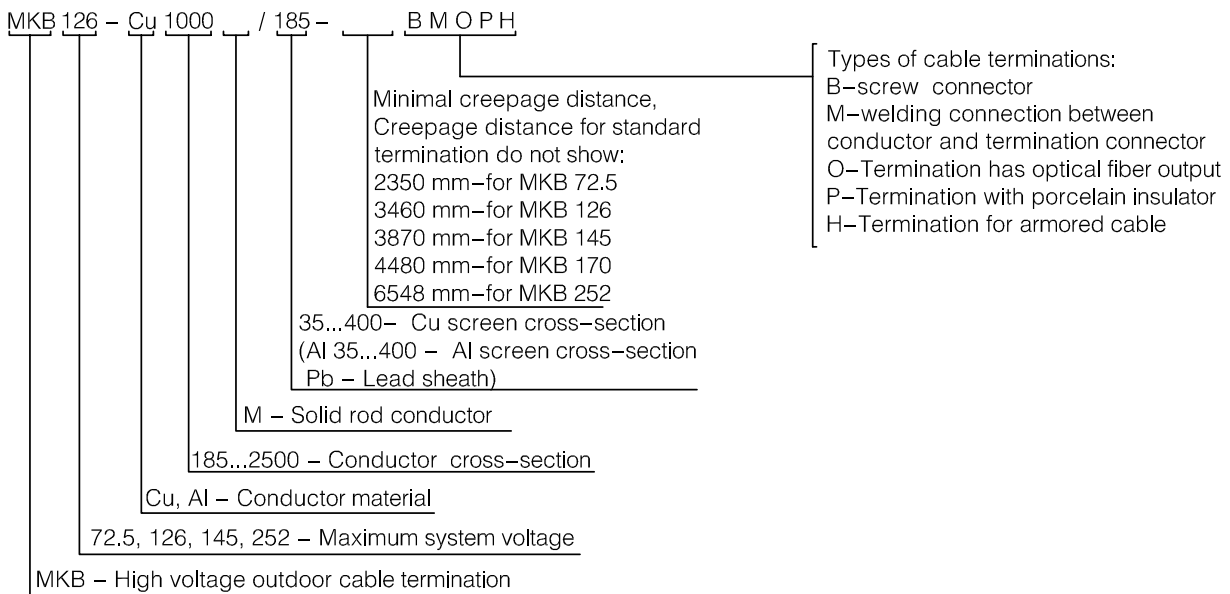 MKB 126 – Cu 1000 / 185 – B M O P H
Types of cable terminations:
B–screw connector
M–welding connection between
conductor and termination connector
O–Termination has optical fiber output
P–Termination with porcelain insulator
H–Termination for armored cable
Minimal creepage distance,
Creepage distance for standard
termination do not show:
2350 mm–for MKB 72.5
3460 mm–for MKB 126
3870 mm–for MKB 145
4480 mm–for MKB 170
6548 mm–for MKB 252
35...400– Cu screen cross–section
(Al 35...400 – Al screen cross–section
Pb – Lead sheath)
M – Solid rod conductor
185...2500 – Conductor cross–section
Cu, Al – Conductor material
72.5, 126, 145, 252 – Maximum system voltage
MKB – High voltage outdoor cable termination